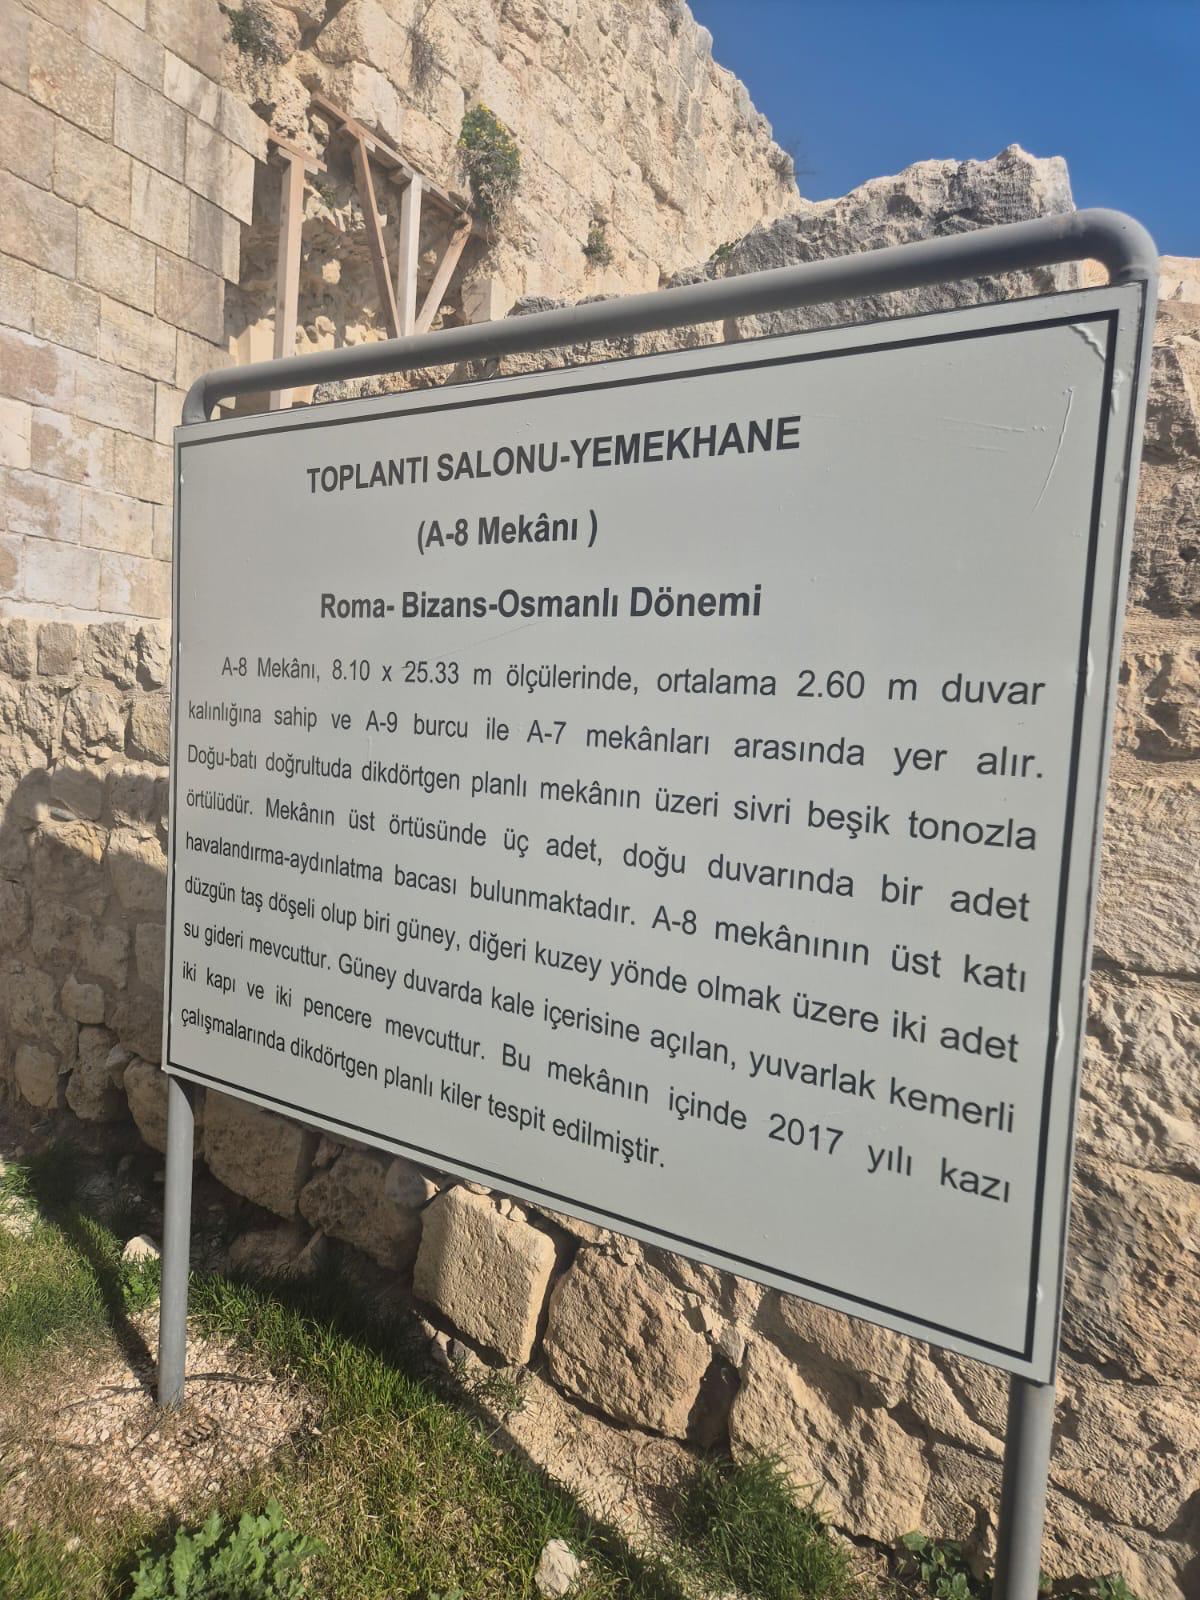 TOPLANTI SALONU-YEMEKHANE
(A-8 Mekânı )
Roma- Bizans-Osmanlı Dönemi
A-8 Mekânı, 8.10 x 25.33 m ölçülerinde, ortalama 2.60 m duvar
kalınlığına sahip ve A-9 burcu ile A-7 mekânları arasında yer alır.
Doğu-batı doğrultuda dikdörtgen planlı mekânın üzeri sivri beşik tonozla
örtülüdür. Mekânın üst örtüsünde üç adet, doğu duvarında bir adet
havalandırma-aydınlatma bacası bulunmaktadır. A-8 mekânının üst katı
düzgün taş döşeli olup biri güney, diğeri kuzey yönde olmak üzere iki adet
su gideri mevcuttur. Güney duvarda kale içerisine açılan, yuvarlak kemerli
iki kapı ve iki pencere mevcuttur. Bu mekânın içinde 2017 yılı kazı
çalışmalarında dikdörtgen planlı kiler tespit edilmiştir.